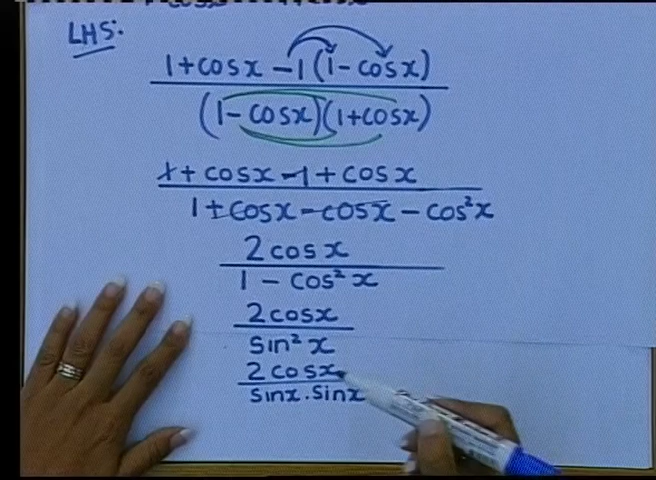 LHS:
1+cosx -1(1-cosx)
(1-cosx)(1+cosx)
1+cosx-1+cosx
1+cosx-cosx-cos²x
2cosx
1-cos²x
2cosx
sin²x
2cosx
sinx.sinx